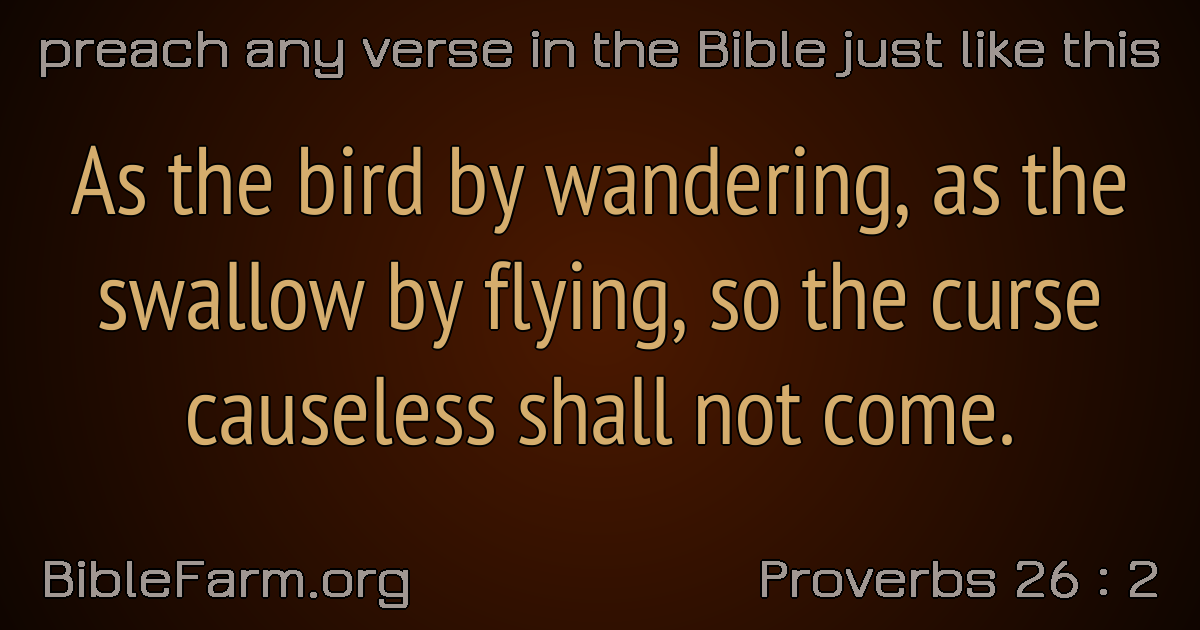 preach any verse in the Bible just like this
As the bird by wandering, as the
swallow by flying, so the curse
causeless shall not come.
BibleFarm.org
Proverbs 26 : 2